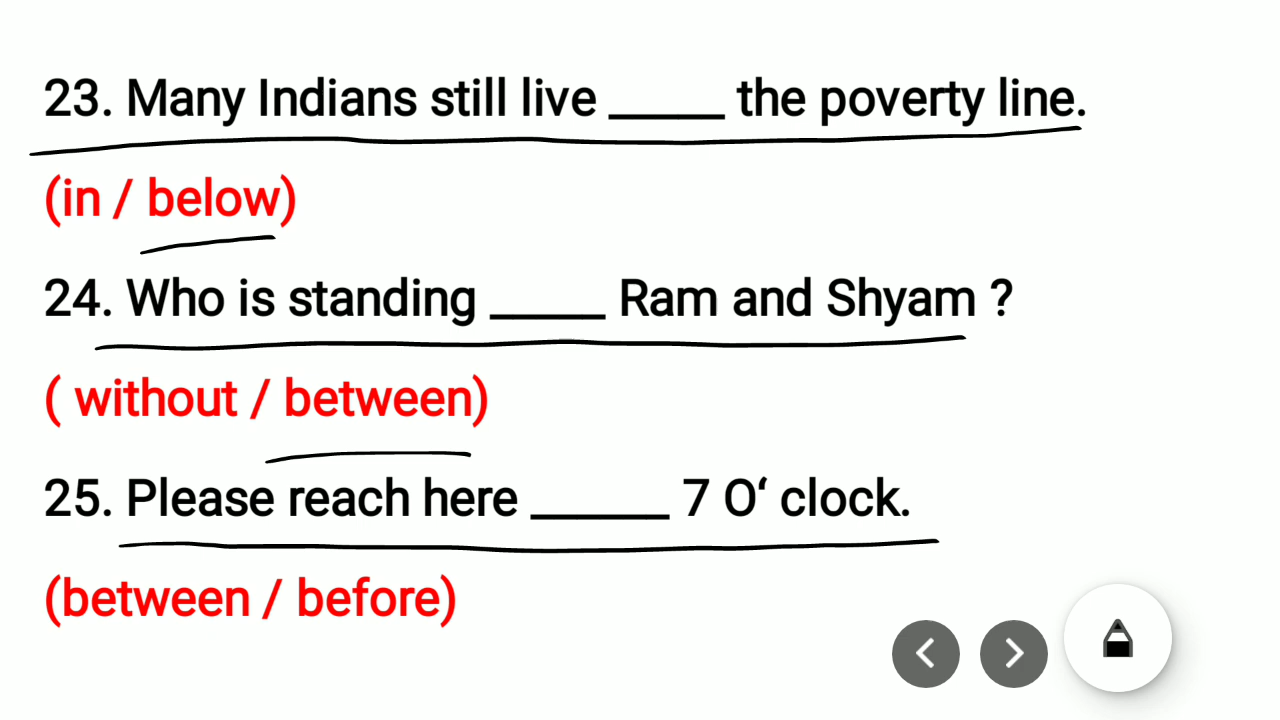 23. Many Indians still live _____ the poverty line.
(in / below)
24. Who is standing _____ Ram and Shyam ?
( without / between)
25. Please reach here ______ 7 O‘ clock.
(between / before)